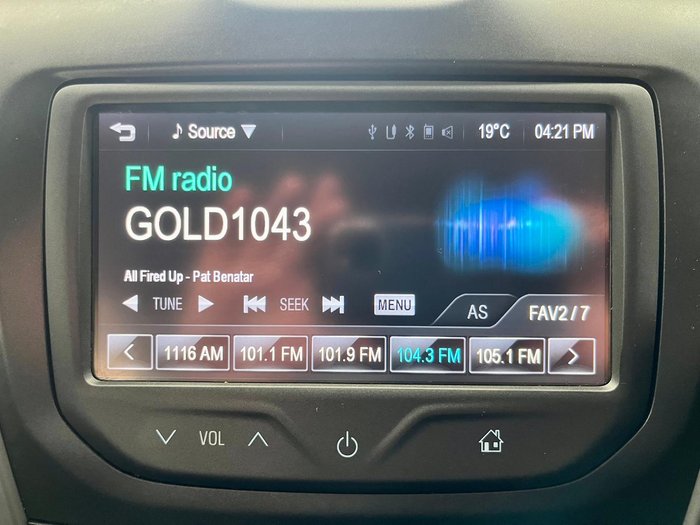 Source 19°C 04:21 PM
FM radio
GOLD1043
All Fired Up - Pat Benatar
TUNE SEEK MENU AS FAV2 / 7
1116 AM 101.1 FM 101.9 FM 104.3 FM 105.1 FM
VOL